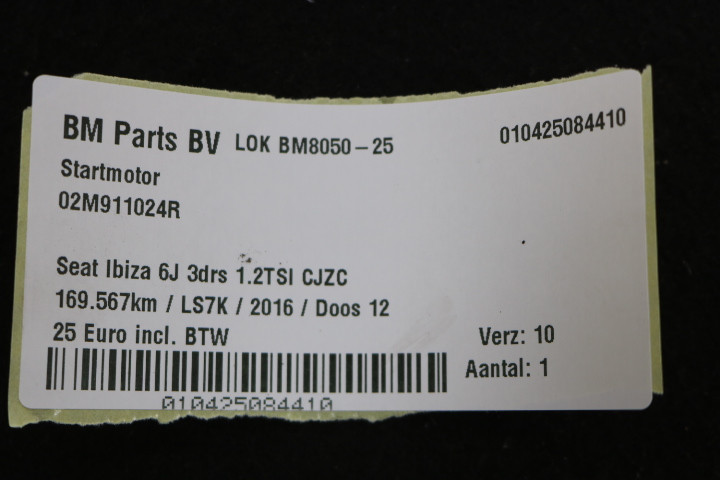 BM Parts BV LOK BM8050-25 010425084410
Startmotor
02M911024R
Seat Ibiza 6J 3drs 1.2TSI CJZC
169.567km / LS7K / 2016 / Doos 12
25 Euro incl. BTW Verz: 10
Aantal: 1
010425084410